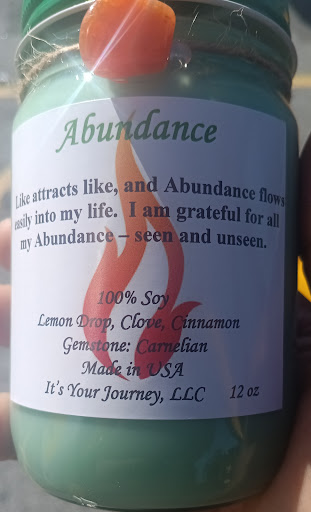 Abundance
Like attracts like, and Abundance flows
easily into my life. I am grateful for all
my Abundance – seen and unseen.
100% Soy
Lemon Drop, Clove, Cinnamon
Gemstone: Carnelian
Made in USA
It's Your Journey, LLC 12 oz